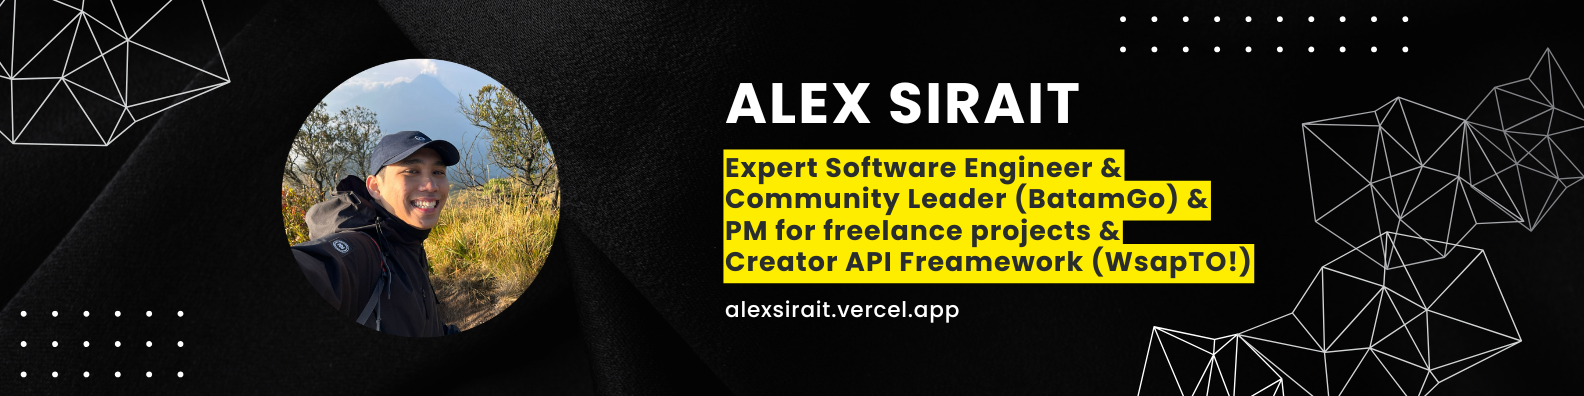 ALEX SIRAIT
Expert Software Engineer &
Community Leader (BatamGo) &
PM for freelance projects &
Creator API Freamework (WsapTO!)
alexsirait.vercel.app